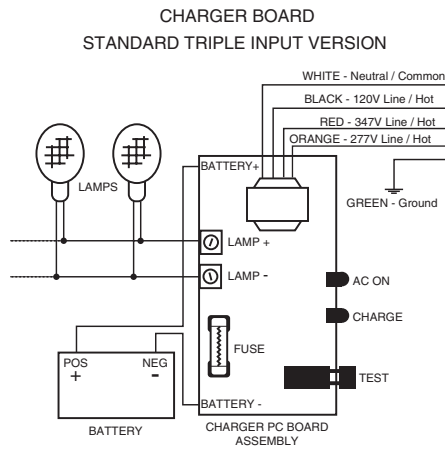 CHARGER BOARD
STANDARD TRIPLE INPUT VERSION
WHITE - Neutral / Common
BLACK - 120V Line / Hot
RED - 347V Line / Hot
ORANGE - 277V Line / Hot
BATTERY+
LAMPS
GREEN - Ground
LAMP +
LAMP -
AC ON
CHARGE
FUSE
POS
+
NEG
-
TEST
BATTERY -
BATTERY
CHARGER PC BOARD
ASSEMBLY